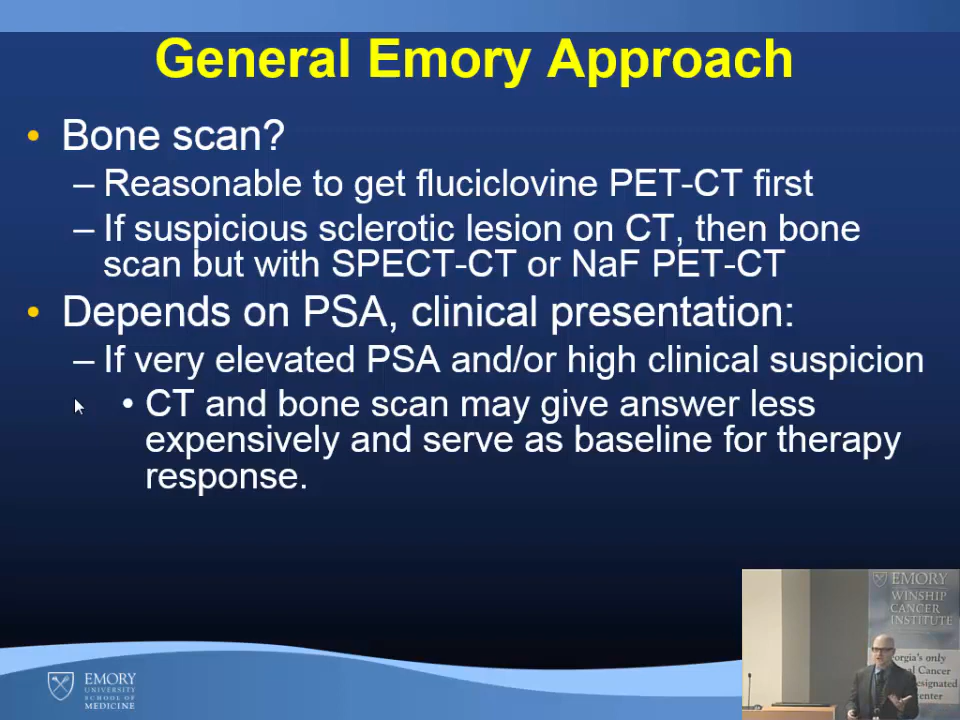 General Emory Approach
• Bone scan?
– Reasonable to get fluciclovine PET-CT first
– If suspicious sclerotic lesion on CT, then bone
scan but with SPECT-CT or NaF PET-CT
• Depends on PSA, clinical presentation:
– If very elevated PSA and/or high clinical suspicion
• CT and bone scan may give answer less
expensively and serve as baseline for therapy
response.
EMORY
UNIVERSITY
SCHOOL OF
MEDICINE
EMORY
WINSHIP
CANCER
INSTITUTE
orgia's only
Cancer
esignated
enter